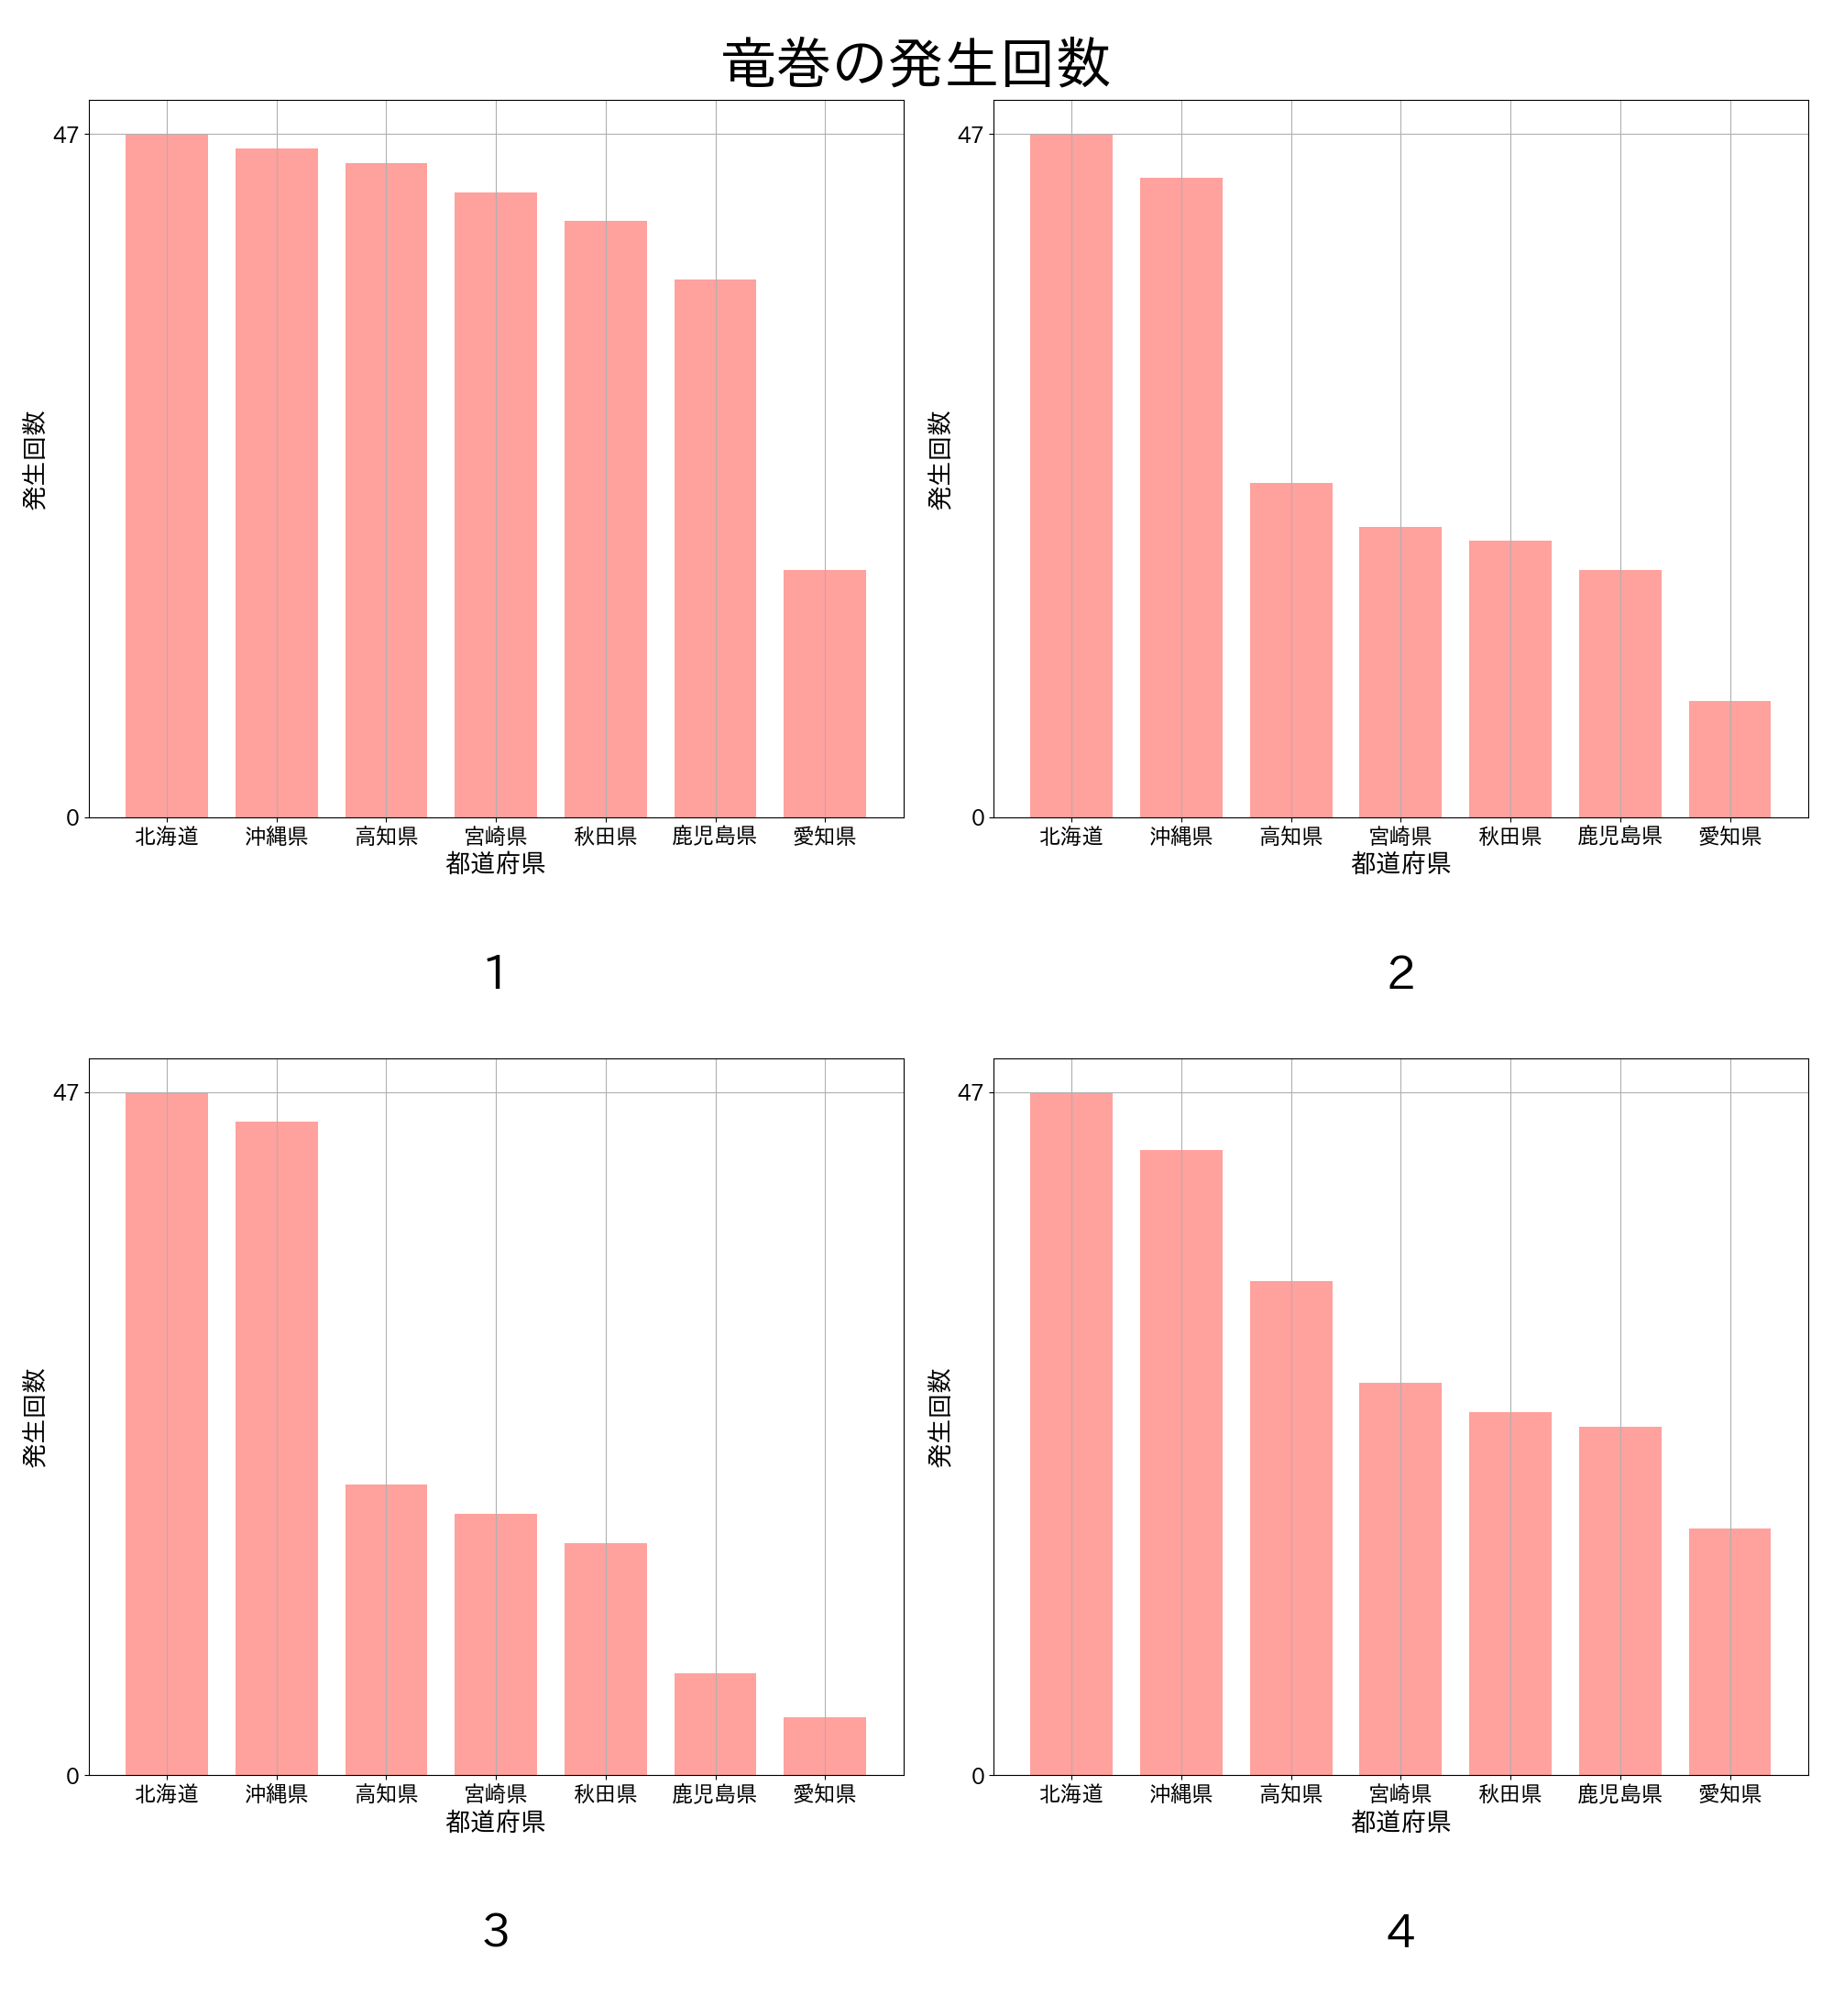 竜巻の発生回数
47
0
発生回数
北海道 沖縄県 高知県 宮崎県 秋田県 鹿児島県 愛知県
都道府県
1
47
0
発生回数
北海道 沖縄県 高知県 宮崎県 秋田県 鹿児島県 愛知県
都道府県
2
47
0
発生回数
北海道 沖縄県 高知県 宮崎県 秋田県 鹿児島県 愛知県
都道府県
3
47
0
発生回数
北海道 沖縄県 高知県 宮崎県 秋田県 鹿児島県 愛知県
都道府県
4